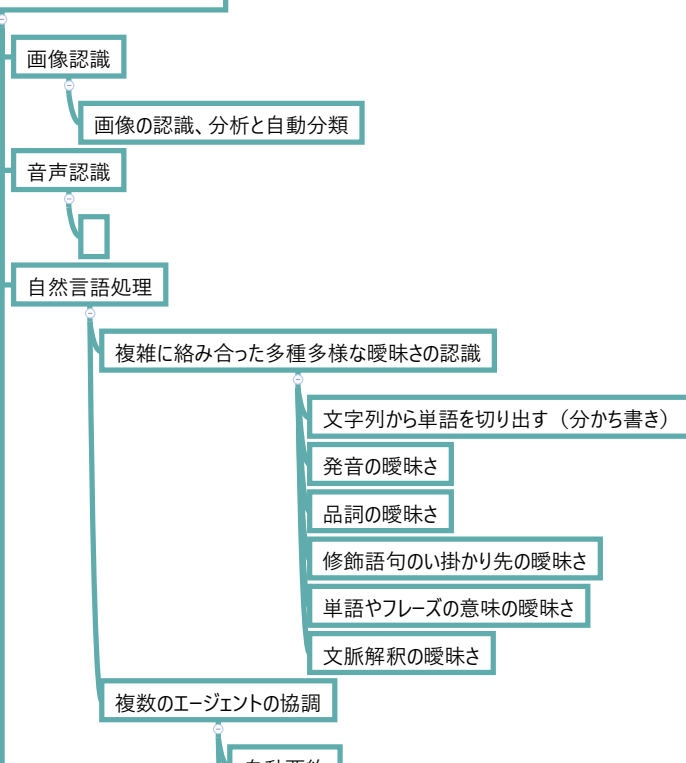 画像認識
画像の認識、分析と自動分類
音声認識
自然言語処理
複雑に絡み合った多種多様な曖昧さの認識
文字列から単語を切り出す（分かち書き）
発音の曖昧さ
品詞の曖昧さ
修飾語句のい掛かり先の曖昧さ
単語やフレーズの意味の曖昧さ
文脈解釈の曖昧さ
複数のエージェントの協調